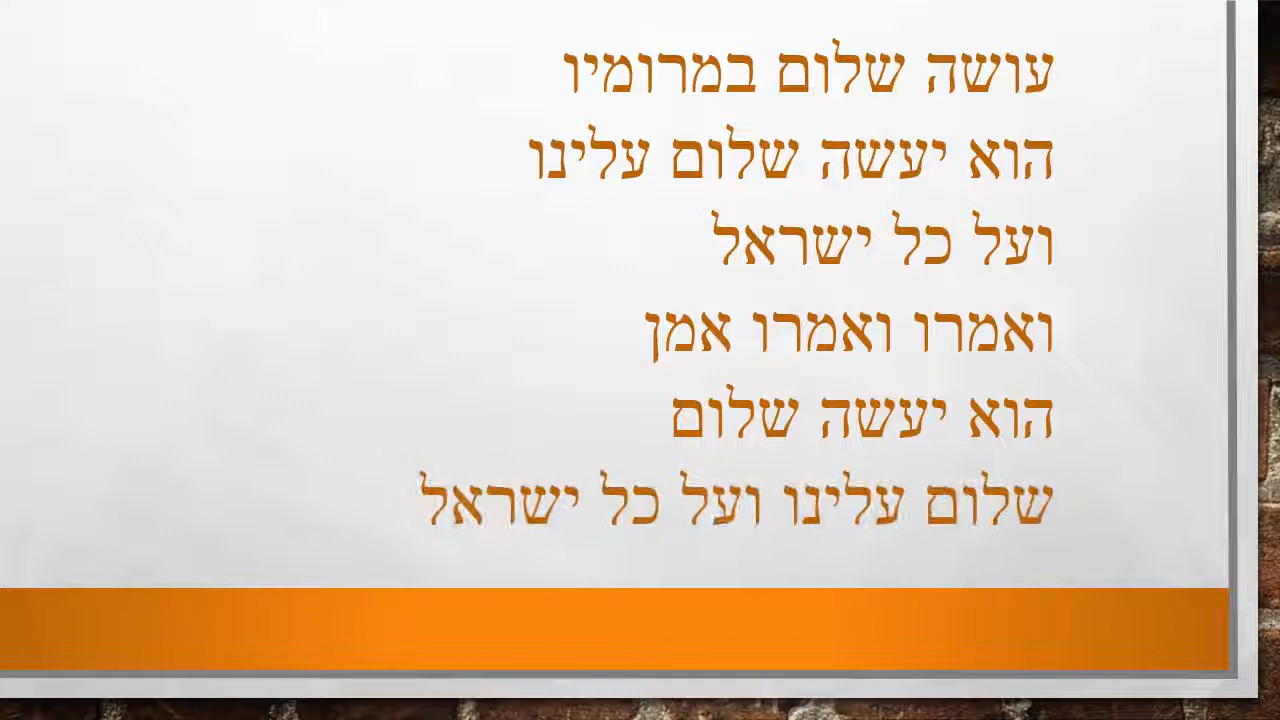 עושה שלום במרומיו
הוא יעשה שלום עלינו
ועל כל ישראל
ואמרו ואמרו אמן
הוא יעשה שלום
שלום עלינו ועל כל ישראל